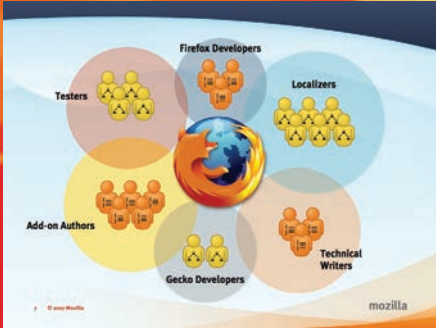 Firefox Developers
Testers
Localizers
Add-on Authors
Technical
Writers
Gecko Developers
© 2007 Mozilla
mozilla